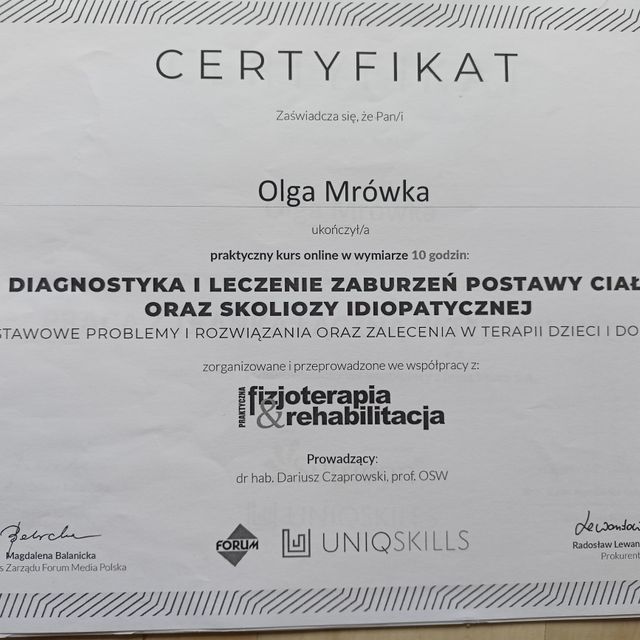 CERTYFIKAT
Zaświadcza się, że Pan/i
Olga Mrówka
ukończył/a
praktyczny kurs online w wymiarze 10 godzin:
DIAGNOSTYKA I LECZENIE ZABURZEŃ POSTAWY CIAŁ
ORAZ SKOLIOZY IDIOPATYCZNEJ
STAWOWE PROBLEMY I ROZWIĄZANIA ORAZ ZALECENIA W TERAPII DZIECI I DO
zorganizowane i przeprowadzone we współpracy z:
PRAKTYCZNA
fizjoterapia
&rehabilitacja
Prowadzący:
dr hab. Dariusz Czaprowski, prof. OSW
Magdalena Balanicka
s Zarządu Forum Media Polska
FORUM
UNIQSKILLS
Radosław Lewan
Prokurent